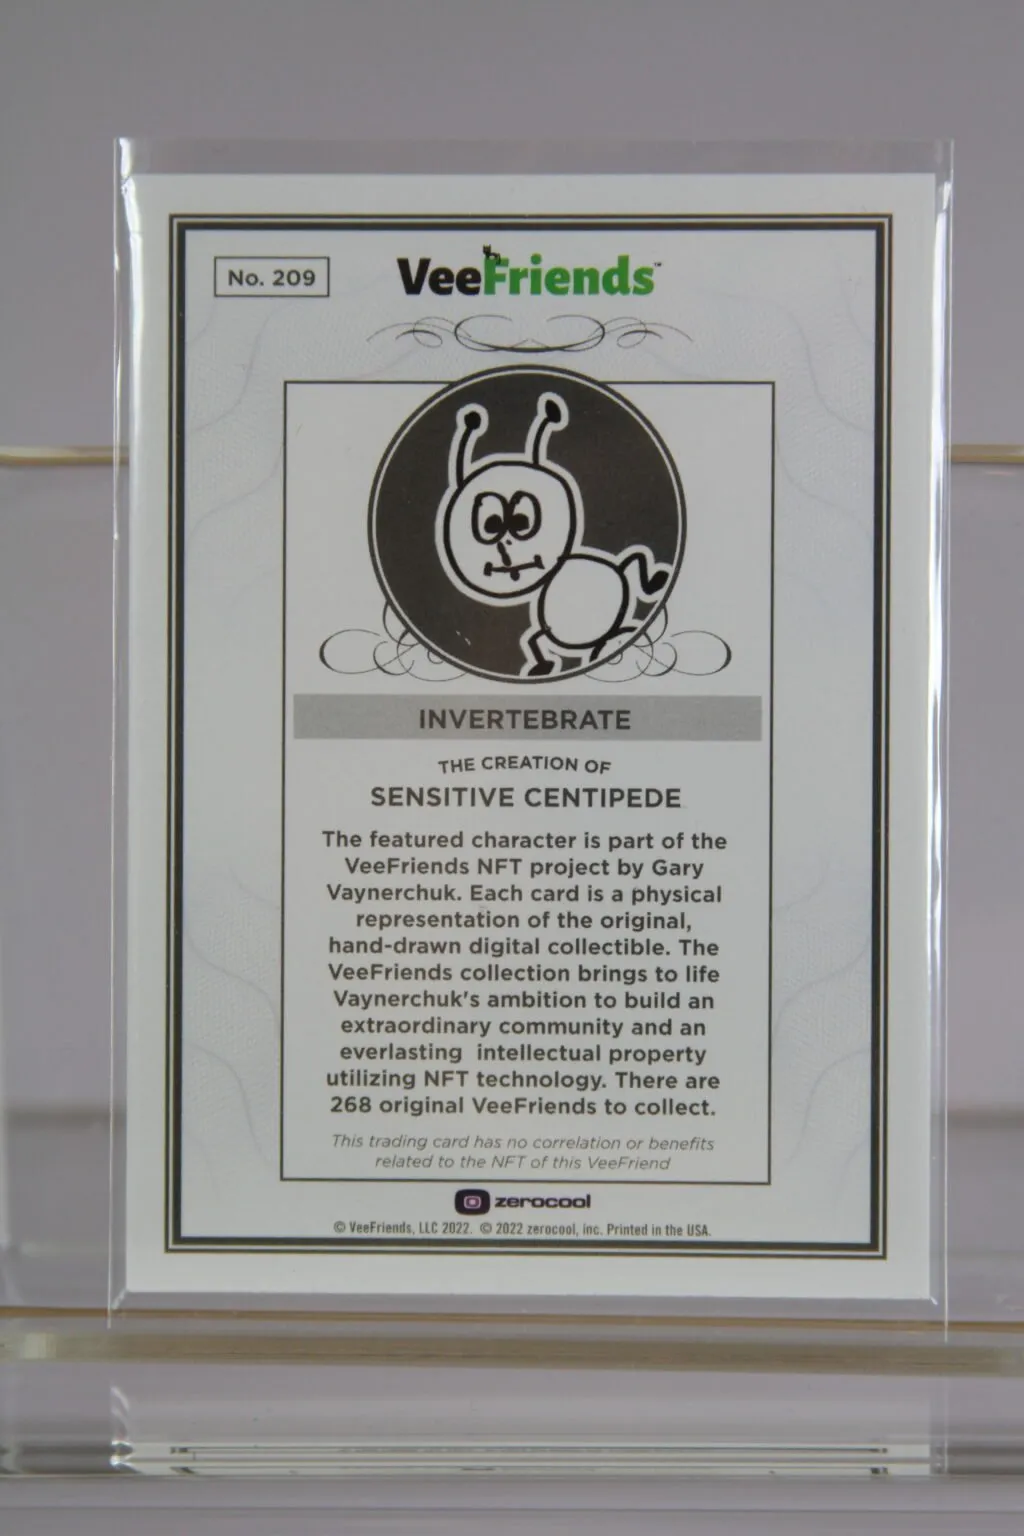 No. 209
VeeFriends™
INVERTEBRATE
THE CREATION OF
SENSITIVE CENTIPEDE
The featured character is part of the
VeeFriends NFT project by Gary
Vaynerchuk. Each card is a physical
representation of the original,
hand-drawn digital collectible. The
VeeFriends collection brings to life
Vaynerchuk's ambition to build an
extraordinary community and an
everlasting intellectual property
utilizing NFT technology. There are
268 original VeeFriends to collect.
This trading card has no correlation or benefits
related to the NFT of this VeeFriend
zerocool
© VeeFriends, LLC 2022. © 2022 zerocool, inc. Printed in the USA.